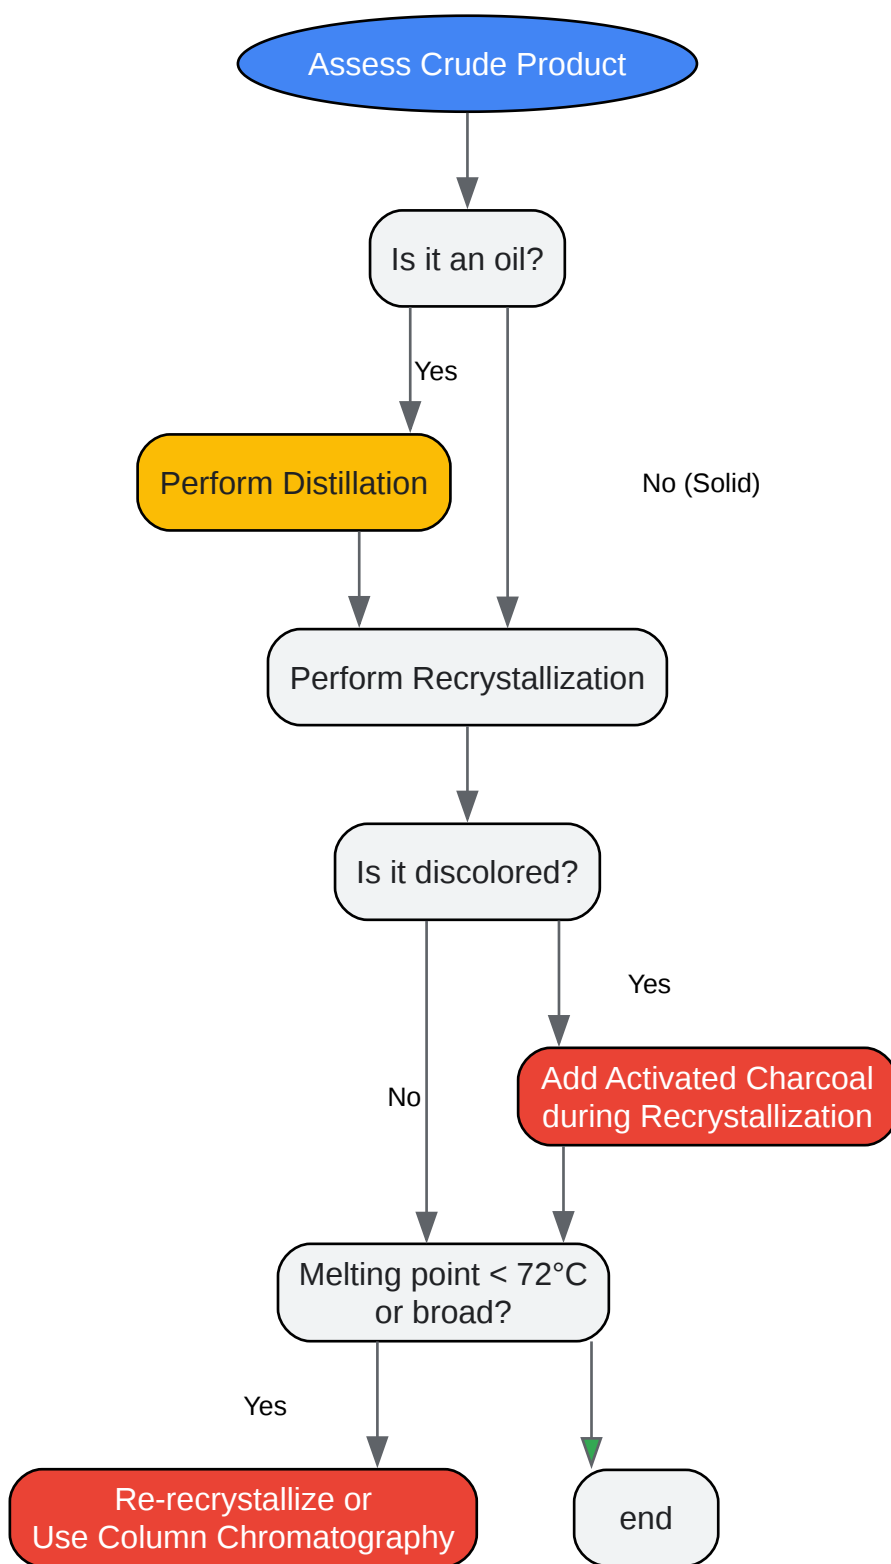 Assess Crude Product
Is it an oil?
Yes
Perform Distillation
No (Solid)
Perform Recrystallization
Is it discolored?
Yes
Add Activated Charcoal
during Recrystallization
No
Melting point < 72°C
or broad?
Yes
Re-recrystallize or
Use Column Chromatography
end